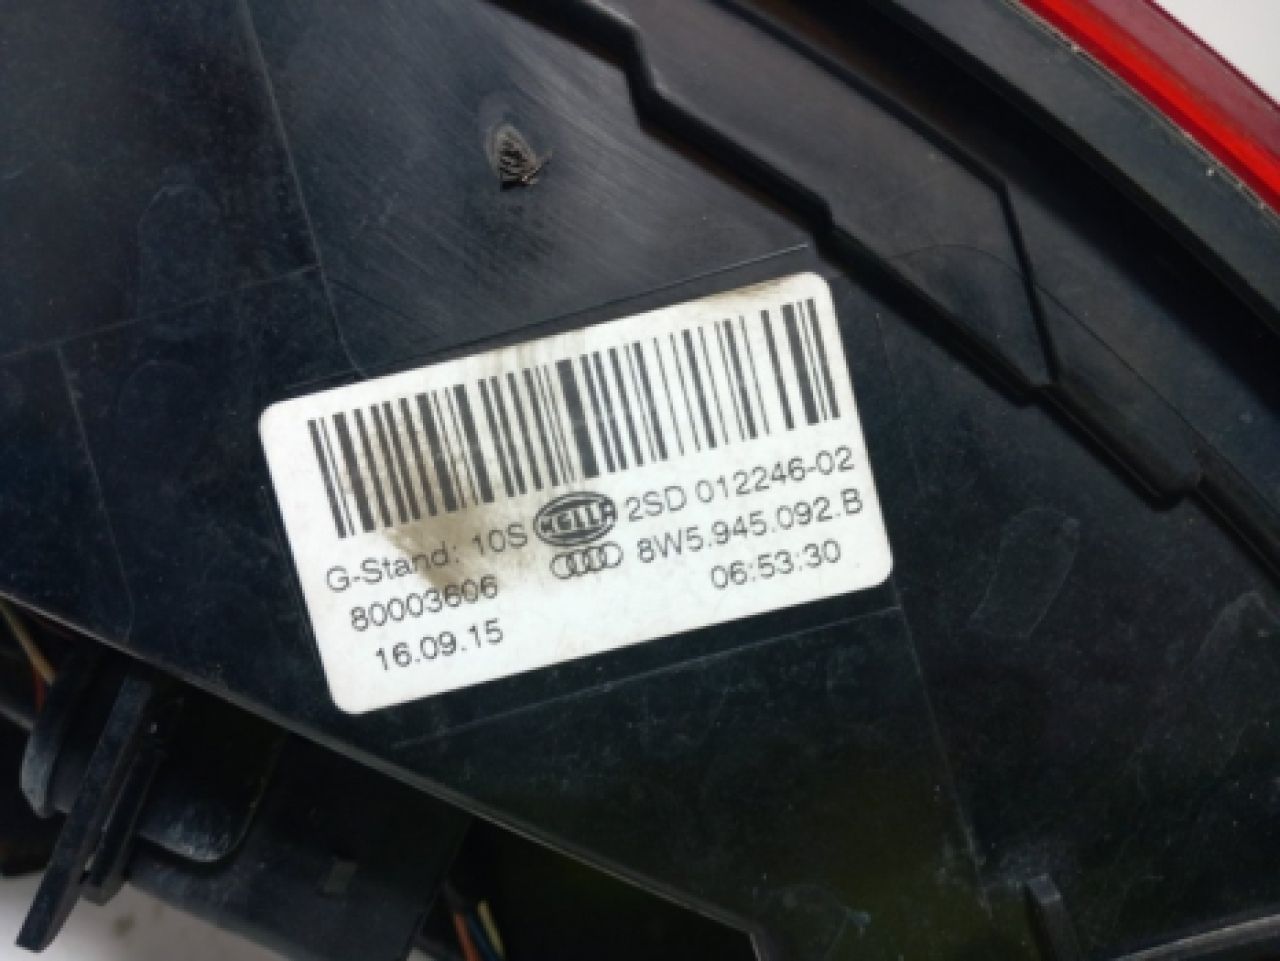 G-Stand: 10S HELLA 2SD 012246-02
80003606 8W5.945.092.B
16.09.15 06:53:30